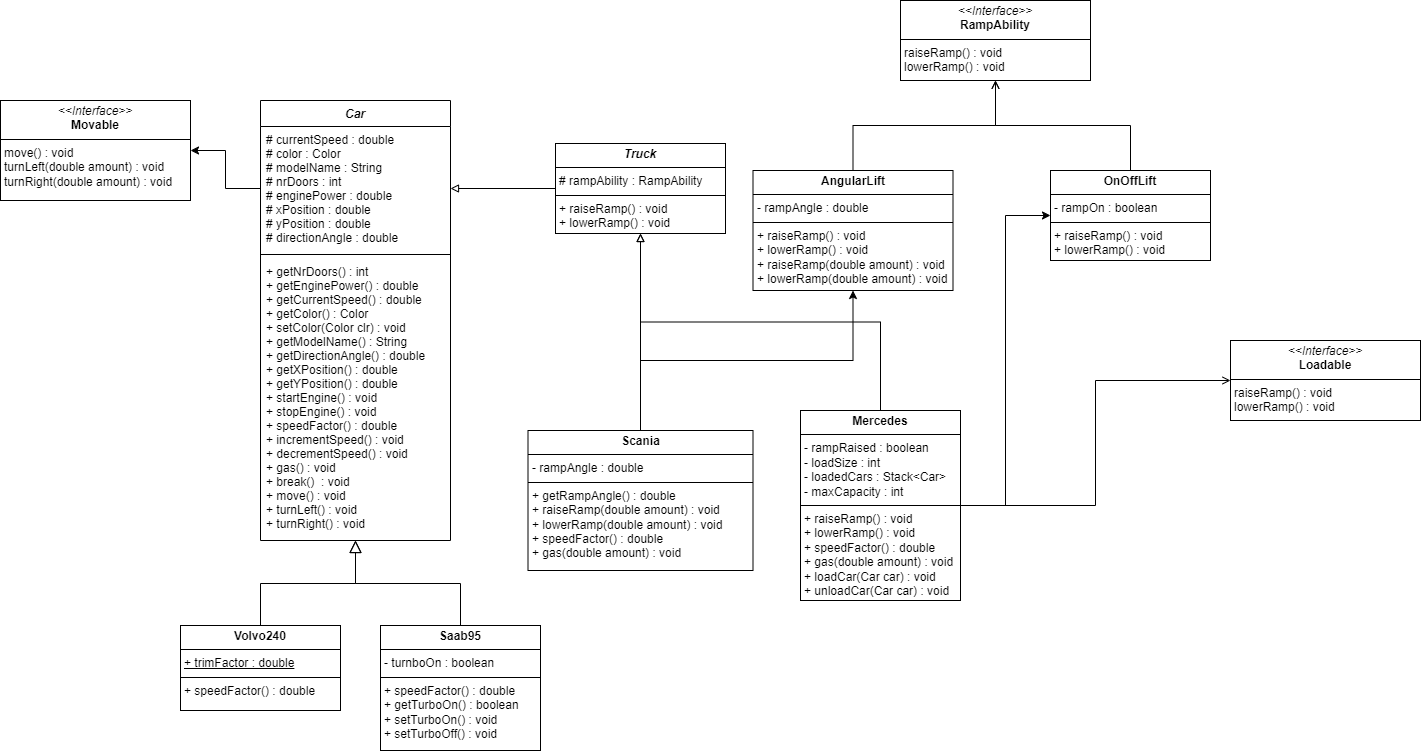 <<Interface>>
RampAbility
raiseRamp() : void
lowerRamp() : void
<<Interface>>
Movable
move() : void
turnLeft(double amount) : void
turnRight(double amount) : void
Car
# currentSpeed : double
# color : Color
# modelName : String
# nrDoors : int
# enginePower : double
# xPosition : double
# yPosition : double
# directionAngle : double
+ getNrDoors() : int
+ getEnginePower() : double
+ getCurrentSpeed() : double
+ getColor() : Color
+ setColor(Color clr) : void
+ getModelName() : String
+ getDirectionAngle() : double
+ getXPosition() : double
+ getYPosition() : double
+ startEngine() : void
+ stopEngine() : void
+ speedFactor() : double
+ incrementSpeed() : void
+ decrementSpeed() : void
+ gas() : void
+ break()  : void
+ move() : void
+ turnLeft() : void
+ turnRight() : void
Truck
# rampAbility : RampAbility
+ raiseRamp() : void
+ lowerRamp() : void
AngularLift
- rampAngle : double
+ raiseRamp() : void
+ lowerRamp() : void
+ raiseRamp(double amount) : void
+ lowerRamp(double amount) : void
OnOffLift
- rampOn : boolean
+ raiseRamp() : void
+ lowerRamp() : void
<<Interface>>
Loadable
raiseRamp() : void
lowerRamp() : void
Scania
- rampAngle : double
+ getRampAngle() : double
+ raiseRamp(double amount) : void
+ lowerRamp(double amount) : void
+ speedFactor() : double
+ gas(double amount) : void
Mercedes
- rampRaised : boolean
- loadSize : int
- loadedCars : Stack<Car>
- maxCapacity : int
+ raiseRamp() : void
+ lowerRamp() : void
+ speedFactor() : double
+ gas(double amount) : void
+ loadCar(Car car) : void
+ unloadCar(Car car) : void
Volvo240
+ trimFactor : double
+ speedFactor() : double
Saab95
- turnboOn : boolean
+ speedFactor() : double
+ getTurboOn() : boolean
+ setTurboOn() : void
+ setTurboOff() : void